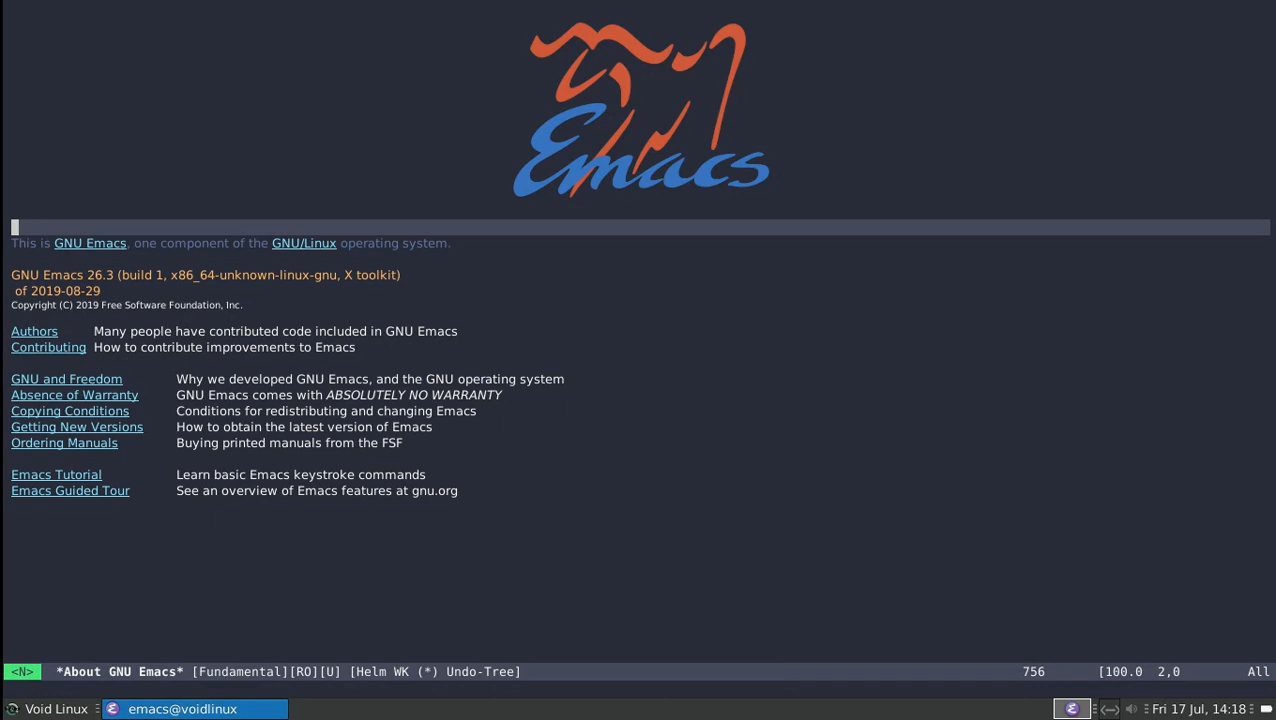 Emacs
This is GNU Emacs, one component of the GNU/Linux operating system.
GNU Emacs 26.3 (build 1, x86_64-unknown-linux-gnu, X toolkit)
of 2019-08-29
Copyright (C) 2019 Free Software Foundation, Inc.
Authors Many people have contributed code included in GNU Emacs
Contributing How to contribute improvements to Emacs
GNU and Freedom Why we developed GNU Emacs, and the GNU operating system
Absence of Warranty GNU Emacs comes with ABSOLUTELY NO WARRANTY
Copying Conditions Conditions for redistributing and changing Emacs
Getting New Versions How to obtain the latest version of Emacs
Ordering Manuals Buying printed manuals from the FSF
Emacs Tutorial Learn basic Emacs keystroke commands
Emacs Guided Tour See an overview of Emacs features at gnu.org
<N> *About GNU Emacs* [Fundamental][RO][U] [Helm WK (*) Undo-Tree] 756 [100.0 2,0 All
Void Linux emacs@voidlinux Fri 17 Jul, 14:18